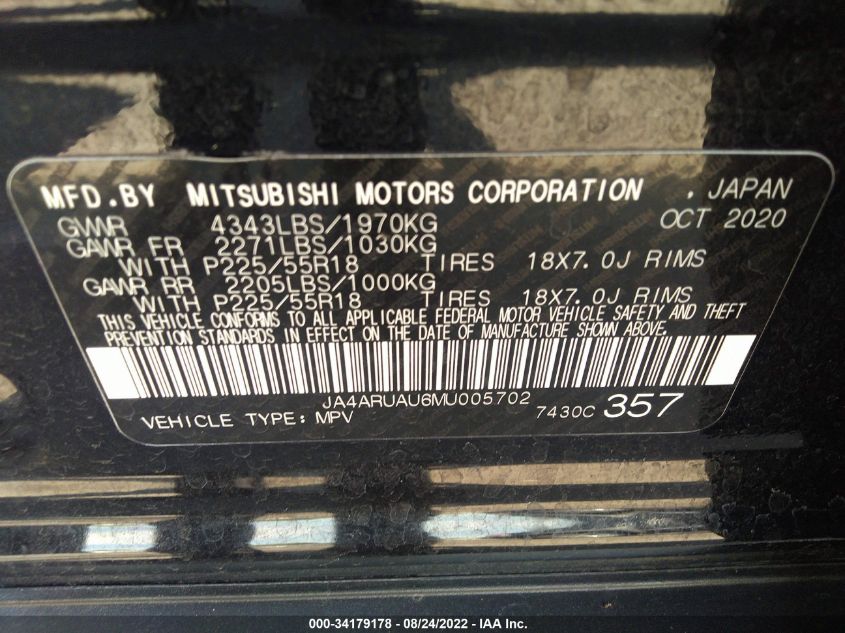 MFD.BY MITSUBISHI MOTORS CORPORATION . JAPAN
GVWR 4343LBS/1970KG OCT 2020
GAWR FR 2271LBS/1030KG
WITH P225/55R18 TIRES 18X7.0J RIMS
GAWR RR 2205LBS/1000KG
WITH P225/55R18 TIRES 18X7.0J RIMS
THIS VEHICLE CONFORMS TO ALL APPLICABLE FEDERAL MOTOR VEHICLE SAFETY AND THEFT
PREVENTION STANDARDS IN EFFECT ON THE DATE OF MANUFACTURE SHOWN ABOVE.
JA4ARUAU6MU005702
VEHICLE TYPE: MPV 7430C 357
000-34179178 - 08/24/2022 - IAA Inc.